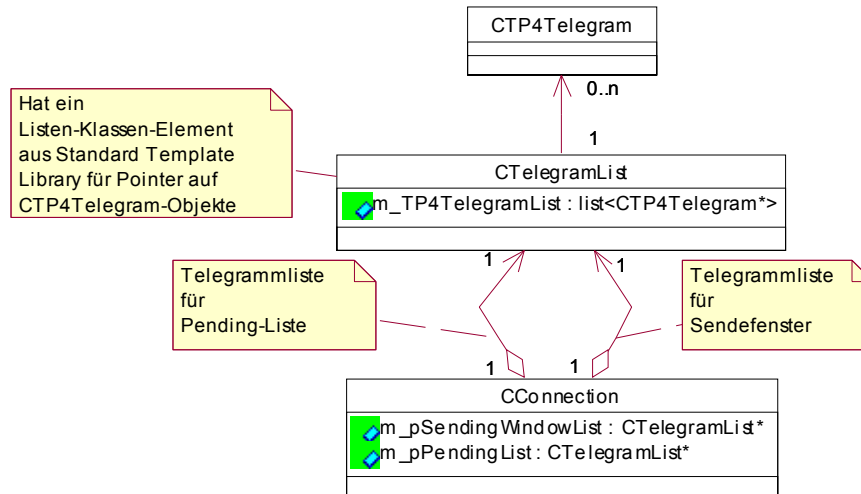 CTP4Telegram
0..n
1
Hat ein
Listen-Klassen-Element
aus Standard Template
Library für Pointer auf
CTP4Telegram-Objekte
CTelegramList
m_TP4TelegramList : list<CTP4Telegram*>
1
1
Telegrammliste
für
Pending-Liste
Telegrammliste
für
Sendefenster
1
1
CConnection
m_pSendingWindowList : CTelegramList*
m_pPendingList : CTelegramList*